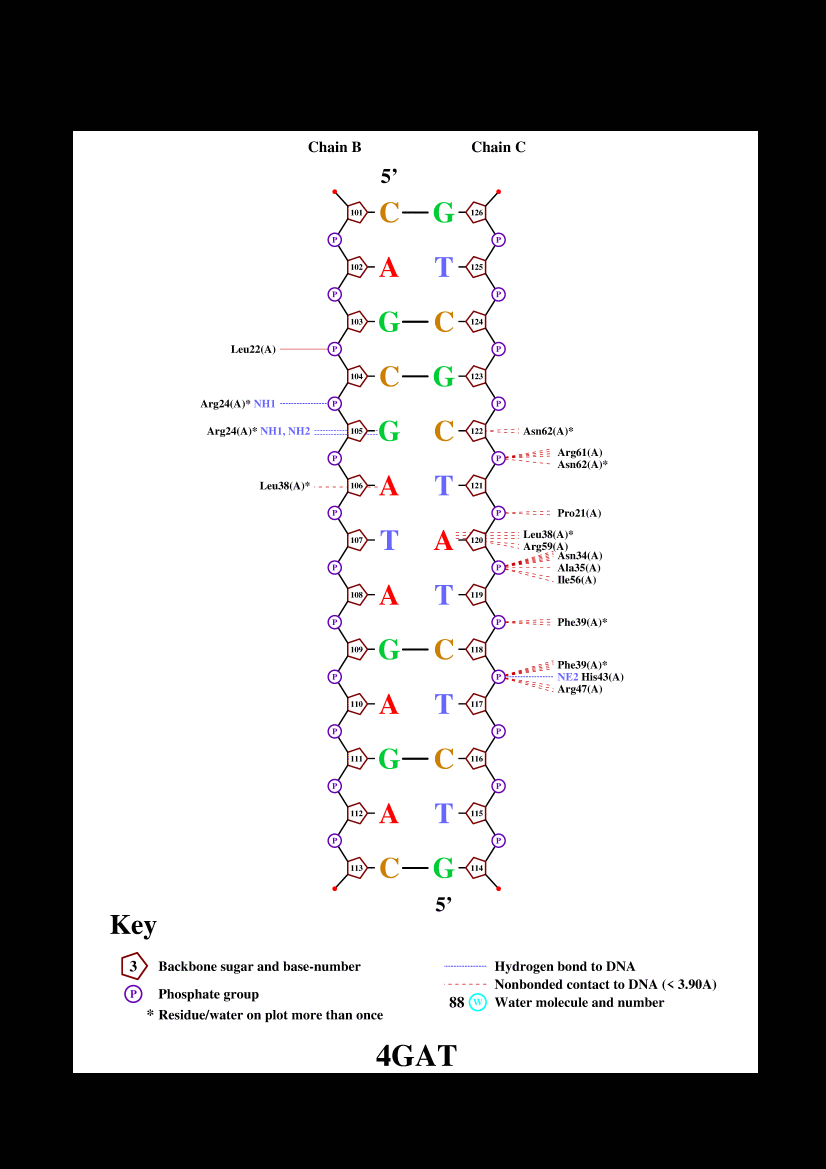 Chain B Chain C
5’
101 C G 126
P P
102 A T 125
P P
103 G C 124
Leu22(A) P P
104 C G 123
Arg24(A)* NH1 P P
Arg24(A)* NH1, NH2 105 G C 122 Asn62(A)*
P P Arg61(A)
Asn62(A)*
Leu38(A)* 106 A T 121
P P Pro21(A)
Leu38(A)*
107 T A 120
Arg59(A)
Asn34(A)
P P Ala35(A)
Ile56(A)
108 A T 119
P P Phe39(A)*
109 G C 118
Phe39(A)*
P P NE2 His43(A)
Arg47(A)
110 A T 117
P P
111 G C 116
P P
112 A T 115
P P
113 C G 114
5’
Key
3 Backbone sugar and base-number
P Phosphate group
* Residue/water on plot more than once
Hydrogen bond to DNA
Nonbonded contact to DNA (< 3.90A)
88 W Water molecule and number
4GAT